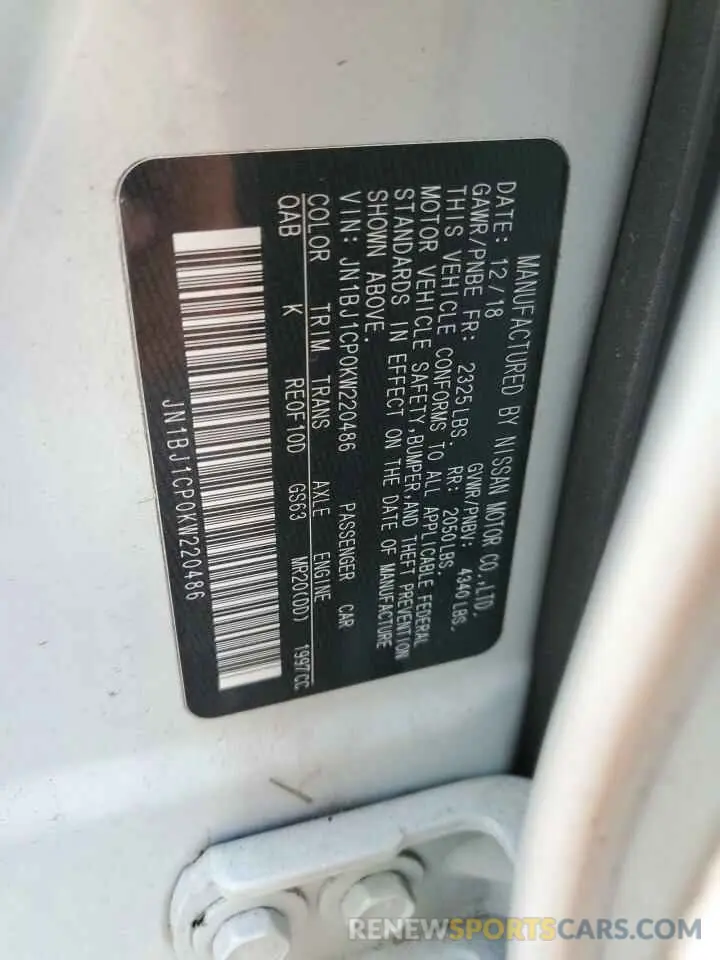 MANUFACTURED BY NISSAN MOTOR CO.,LTD.
DATE: 12/18 GVWR/PNBV: 4340LBS.
GAWR/PNBE FR: 2325LBS. RR: 2050LBS.
THIS VEHICLE CONFORMS TO ALL APPLICABLE FEDERAL
MOTOR VEHICLE SAFETY,BUMPER,AND THEFT PREVENTION
STANDARDS IN EFFECT ON THE DATE OF MANUFACTURE
SHOWN ABOVE.
VIN: JN1BJ1CP0KW220486 PASSENGER CAR
COLOR TRIM TRANS AXLE ENGINE
QAB K RE0F10D GS63 MR20(DD) 1997CC
JN1BJ1CP0KW220486
RENEWSPORTSCARS.COM